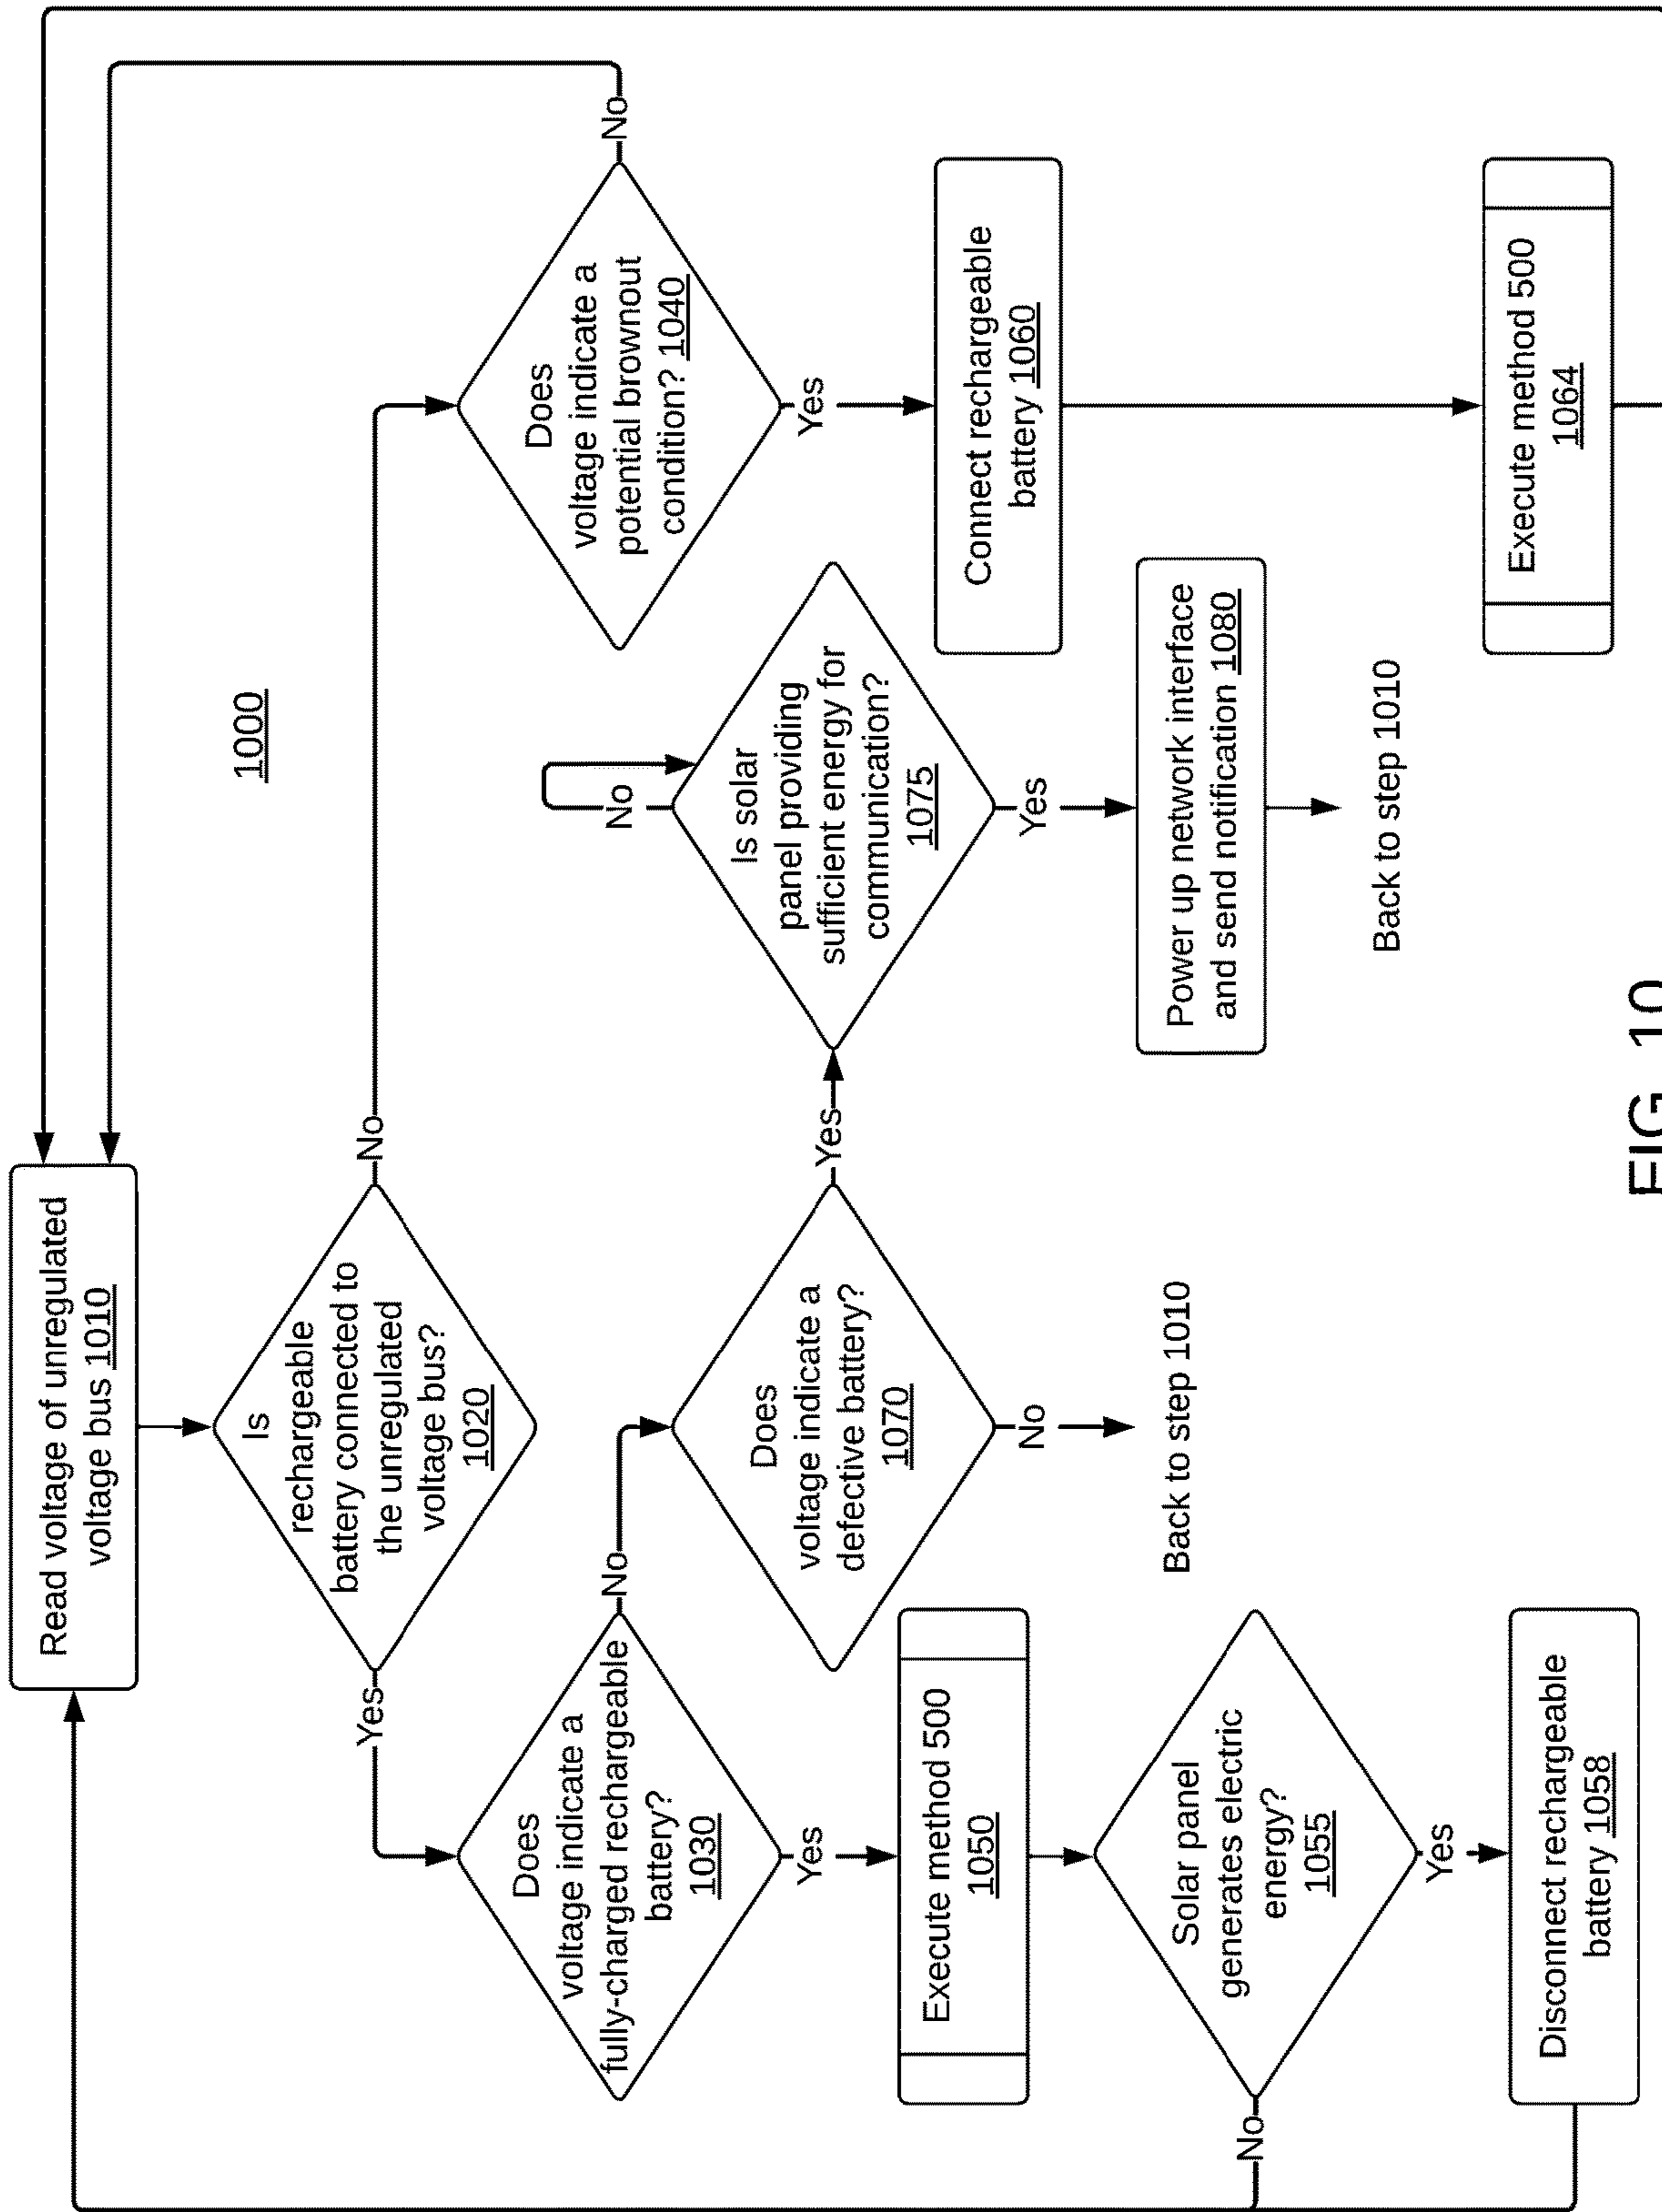 1000
Read voltage of unregulated
voltage bus 1010
Is
rechargeable
battery connected to
the unregulated
voltage bus?
1020
Yes
No
Does
voltage indicate a
fully-charged rechargeable
battery?
1030
No
Yes
Does
voltage indicate a
potential brownout
condition? 1040
No
Yes
Execute method 500
1050
Solar panel
generates electric
energy?
1055
No
Yes
Disconnect rechargeable
battery 1058
Does
voltage indicate a
defective battery?
1070
Yes
No
Back to step 1010
Is solar
panel providing
sufficient energy for
communication?
1075
No
Yes
Power up network interface
and send notification 1080
Back to step 1010
Connect rechargeable
battery 1060
Execute method 500
1064
FIG. 10